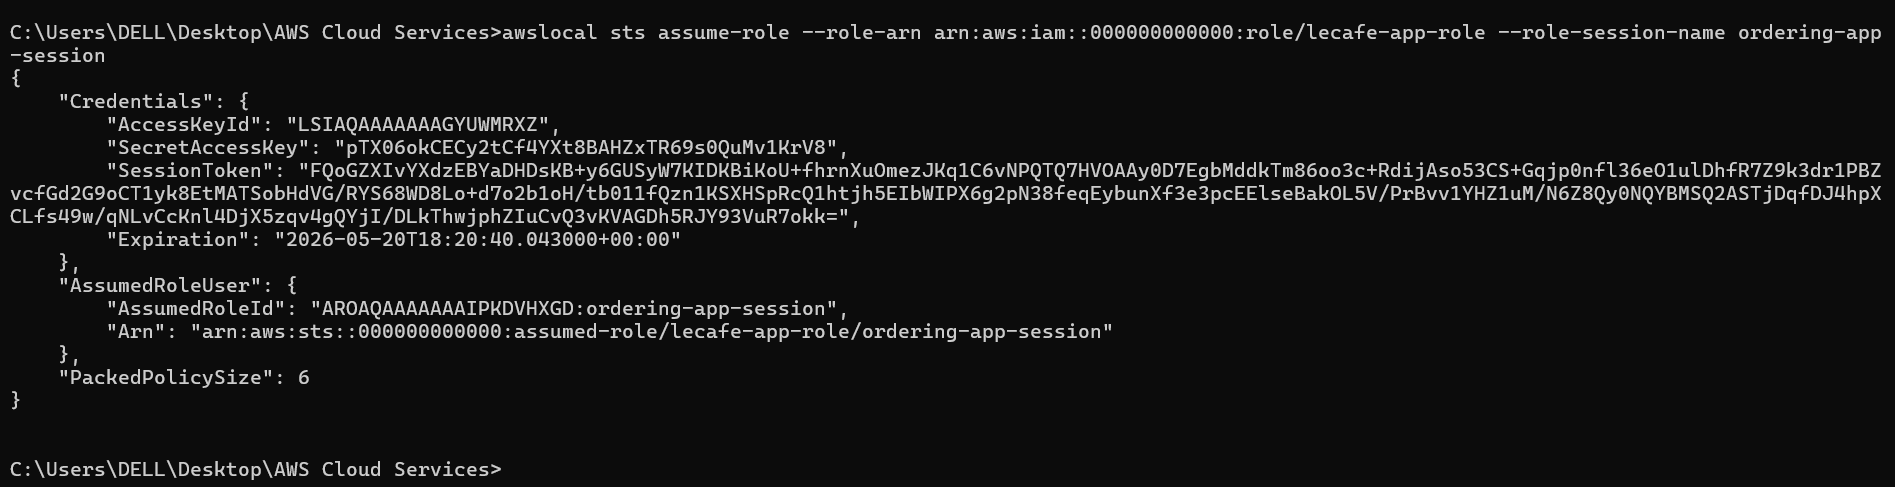 C:\Users\DELL\Desktop\AWS Cloud Services>awslocal sts assume-role --role-arn arn:aws:iam::000000000000:role/lecafe-app-role --role-session-name ordering-app
-session
{
    "Credentials": {
        "AccessKeyId": "LSIAQAAAAAAAGYUWMRXZ",
        "SecretAccessKey": "pTX06okCECy2tCf4YXt8BAHZxTR69s0QuMv1KrV8",
        "SessionToken": "FQoGZXIvYXdzEBYaDHDsKB+y6GUSyW7KIDKBiKoU+fhrnXuOmezJKq1C6vNPQTQ7HVOAAy0D7EgbMddkTm86oo3c+RdijAso53CS+Gqjp0nfl36eO1ulDhfR7Z9k3dr1PBZ
vcfGd2G9oCT1yk8EtMATSobHdVG/RYS68WD8Lo+d7o2b1oH/tb011fQzn1KSXHSpRcQ1htjh5EIbWIPX6g2pN38feqEybunXf3e3pcEElseBakOL5V/PrBvv1YHZ1uM/N6Z8Qy0NQYBMSQ2ASTjDqfDJ4hpX
CLfs49w/qNLvCcKnl4DjX5zqv4gQYjI/DLkThwjphZIuCvQ3vKVAGDh5RJY93VuR7okk=",
        "Expiration": "2026-05-20T18:20:40.043000+00:00"
    },
    "AssumedRoleUser": {
        "AssumedRoleId": "AROAQAAAAAAAIPKDVHXGD:ordering-app-session",
        "Arn": "arn:aws:sts::000000000000:assumed-role/lecafe-app-role/ordering-app-session"
    },
    "PackedPolicySize": 6
}
C:\Users\DELL\Desktop\AWS Cloud Services>